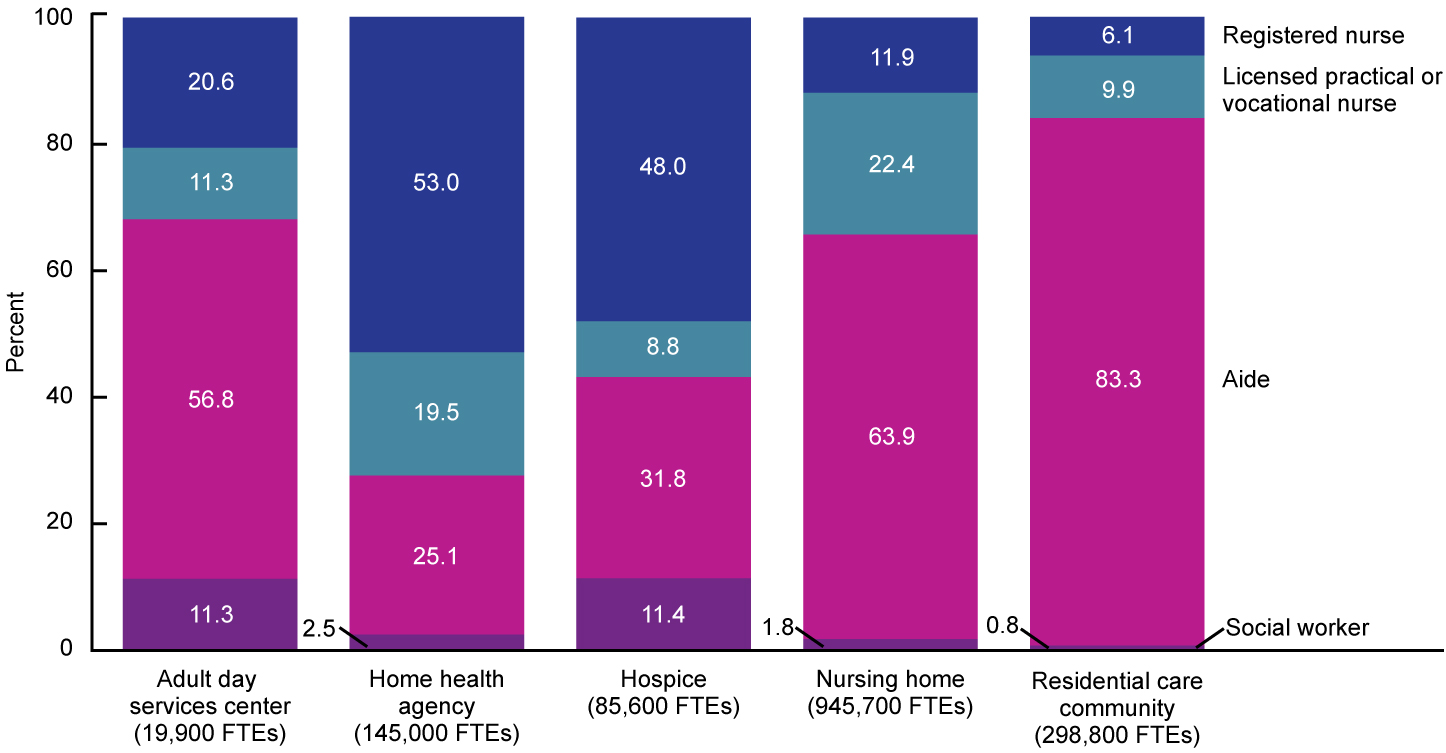 Percent
100
80
60
40
20
0
20.6
11.3
56.8
11.3
53.0
19.5
25.1
2.5
48.0
8.8
31.8
11.4
11.9
22.4
63.9
1.8
6.1
9.9
83.3
0.8
Registered nurse
Licensed practical or
vocational nurse
Aide
Social worker
Adult day
services center
(19,900 FTEs)
Home health
agency
(145,000 FTEs)
Hospice
(85,600 FTEs)
Nursing home
(945,700 FTEs)
Residential care
community
(298,800 FTEs)